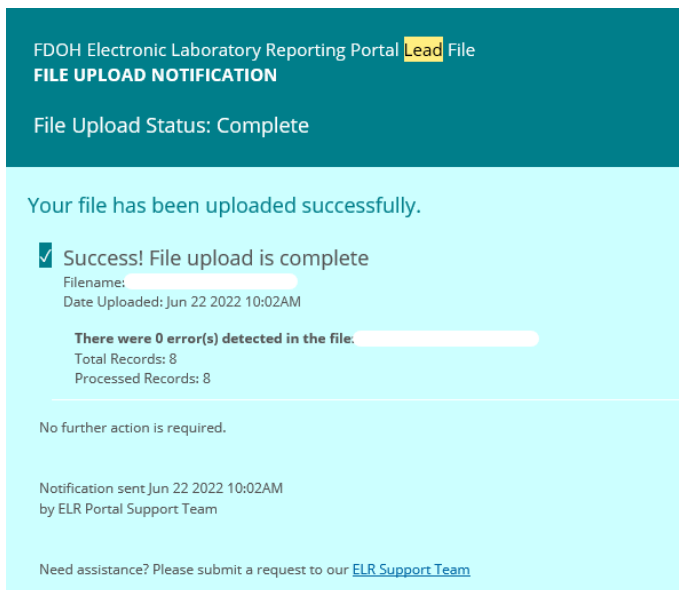 FDOH Electronic Laboratory Reporting Portal Lead File
FILE UPLOAD NOTIFICATION
File Upload Status: Complete
Your file has been uploaded successfully.
✓ Success! File upload is complete
Filename:
Date Uploaded: Jun 22 2022 10:02AM
There were 0 error(s) detected in the file:
Total Records: 8
Processed Records: 8
No further action is required.
Notification sent Jun 22 2022 10:02AM
by ELR Portal Support Team
Need assistance? Please submit a request to our ELR Support Team